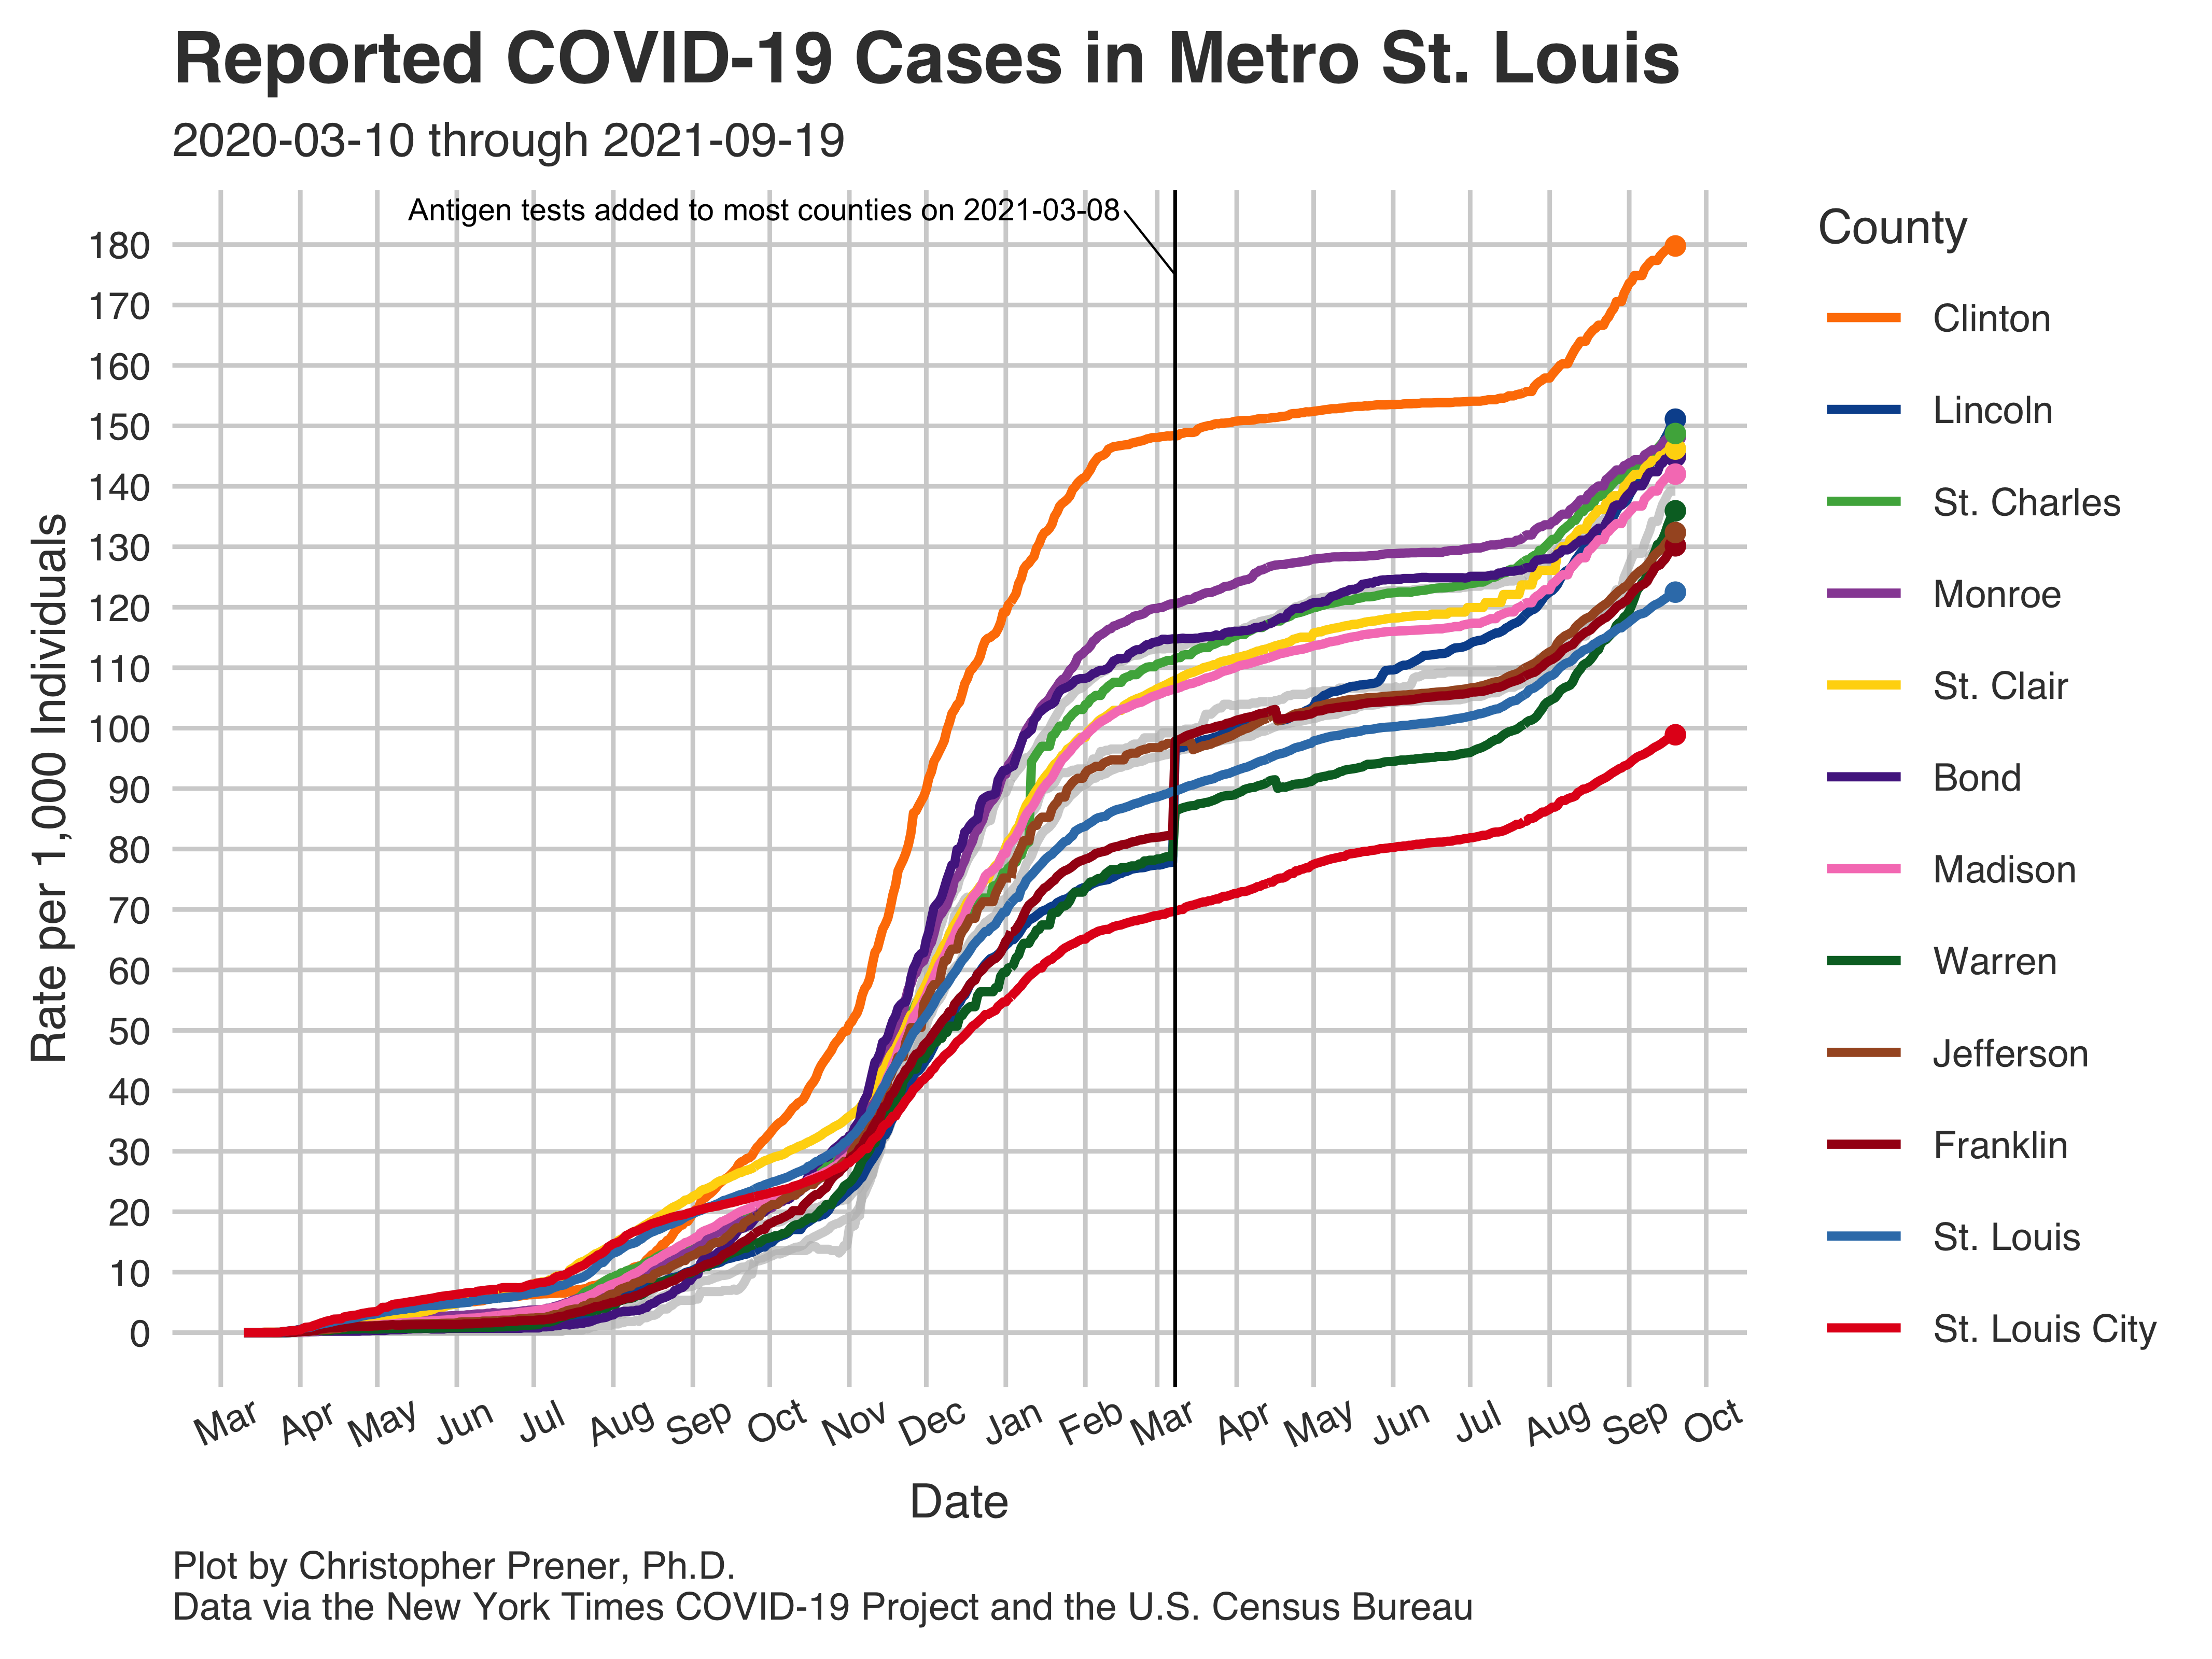 Reported COVID-19 Cases in Metro St. Louis
2020-03-10 through 2021-09-19
Antigen tests added to most counties on 2021-03-08
Rate per 1,000 Individuals
180
170
160
150
140
130
120
110
100
90
80
70
60
50
40
30
20
10
0
Mar Apr May Jun Jul Aug Sep Oct Nov Dec Jan Feb Mar Apr May Jun Jul Aug Sep Oct
Date
County
Clinton
Lincoln
St. Charles
Monroe
St. Clair
Bond
Madison
Warren
Jefferson
Franklin
St. Louis
St. Louis City
Plot by Christopher Prener, Ph.D.
Data via the New York Times COVID-19 Project and the U.S. Census Bureau